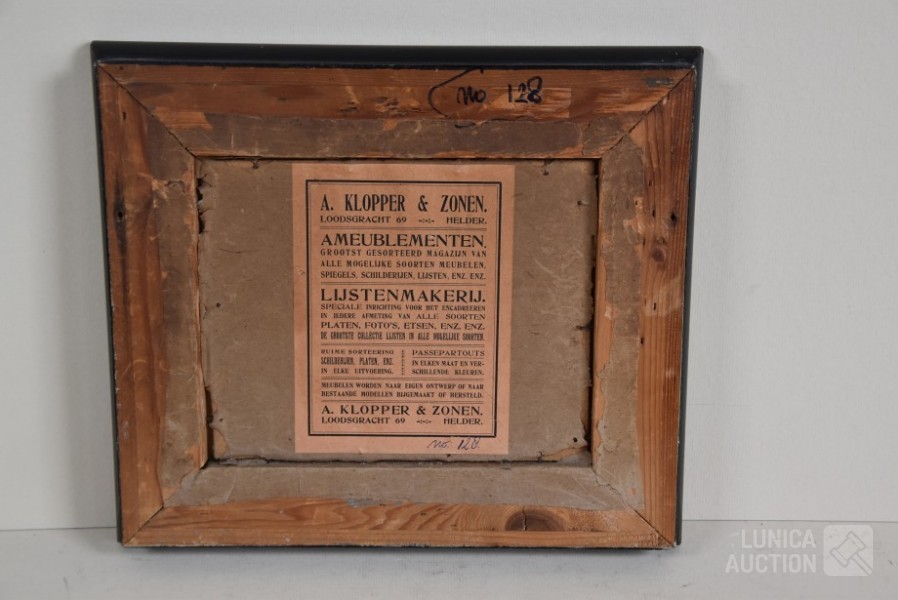 no 128
A. KLOPPER & ZONEN.
LOODSGRACHT 69 HELDER.
AMEUBLEMENTEN,
GROOTST GESORTEERD MAGAZIJN VAN
ALLE MOGELIJKE SOORTEN MEUBELEN,
SPIEGELS, SCHILDERIJEN, LIJSTEN, ENZ. ENZ.
LIJSTENMAKERIJ.
SPECIALE INRICHTING VOOR HET ENCADREEREN
IN IEDERE AFMETING VAN ALLE SOORTEN
PLATEN, FOTO'S, ETSEN, ENZ. ENZ.
DE GROOTSTE COLLECTIE LIJSTEN IN ALLE MOGELIJKE SOORTEN.
RUIME SORTEERING
SCHILDERIJEN, PLATEN, ENZ.
IN ELKE UITVOERING.
PASSEPARTOUTS
IN ELKEN MAAT EN VER-
SCHILLENDE KLEUREN.
MEUBELEN WORDEN NAAR EIGEN ONTWERP OF NAAR
BESTAANDE MODELLEN BIJGEMAAKT OF HERSTELD.
A. KLOPPER & ZONEN.
LOODSGRACHT 69 HELDER.
no. 128.
LUNICA
AUCTION